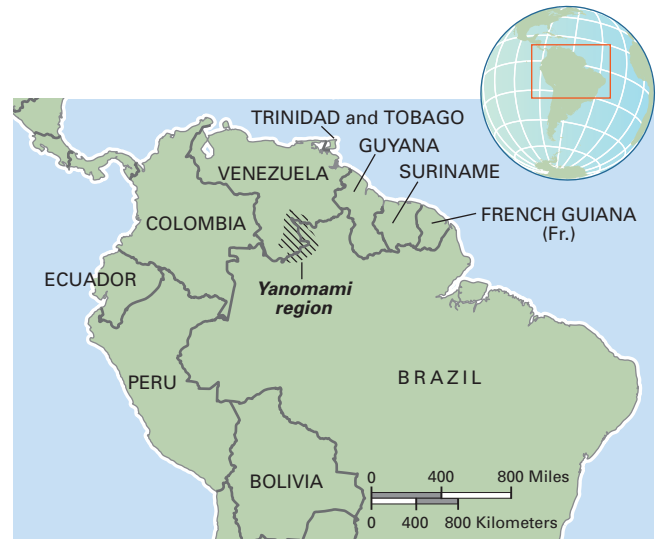 TRINIDAD and TOBAGO
GUYANA
VENEZUELA
SURINAME
COLOMBIA
FRENCH GUIANA
(Fr.)
ECUADOR
Yanomami
region
PERU
BRAZIL
BOLIVIA
0 400 800 Miles
0 400 800 Kilometers